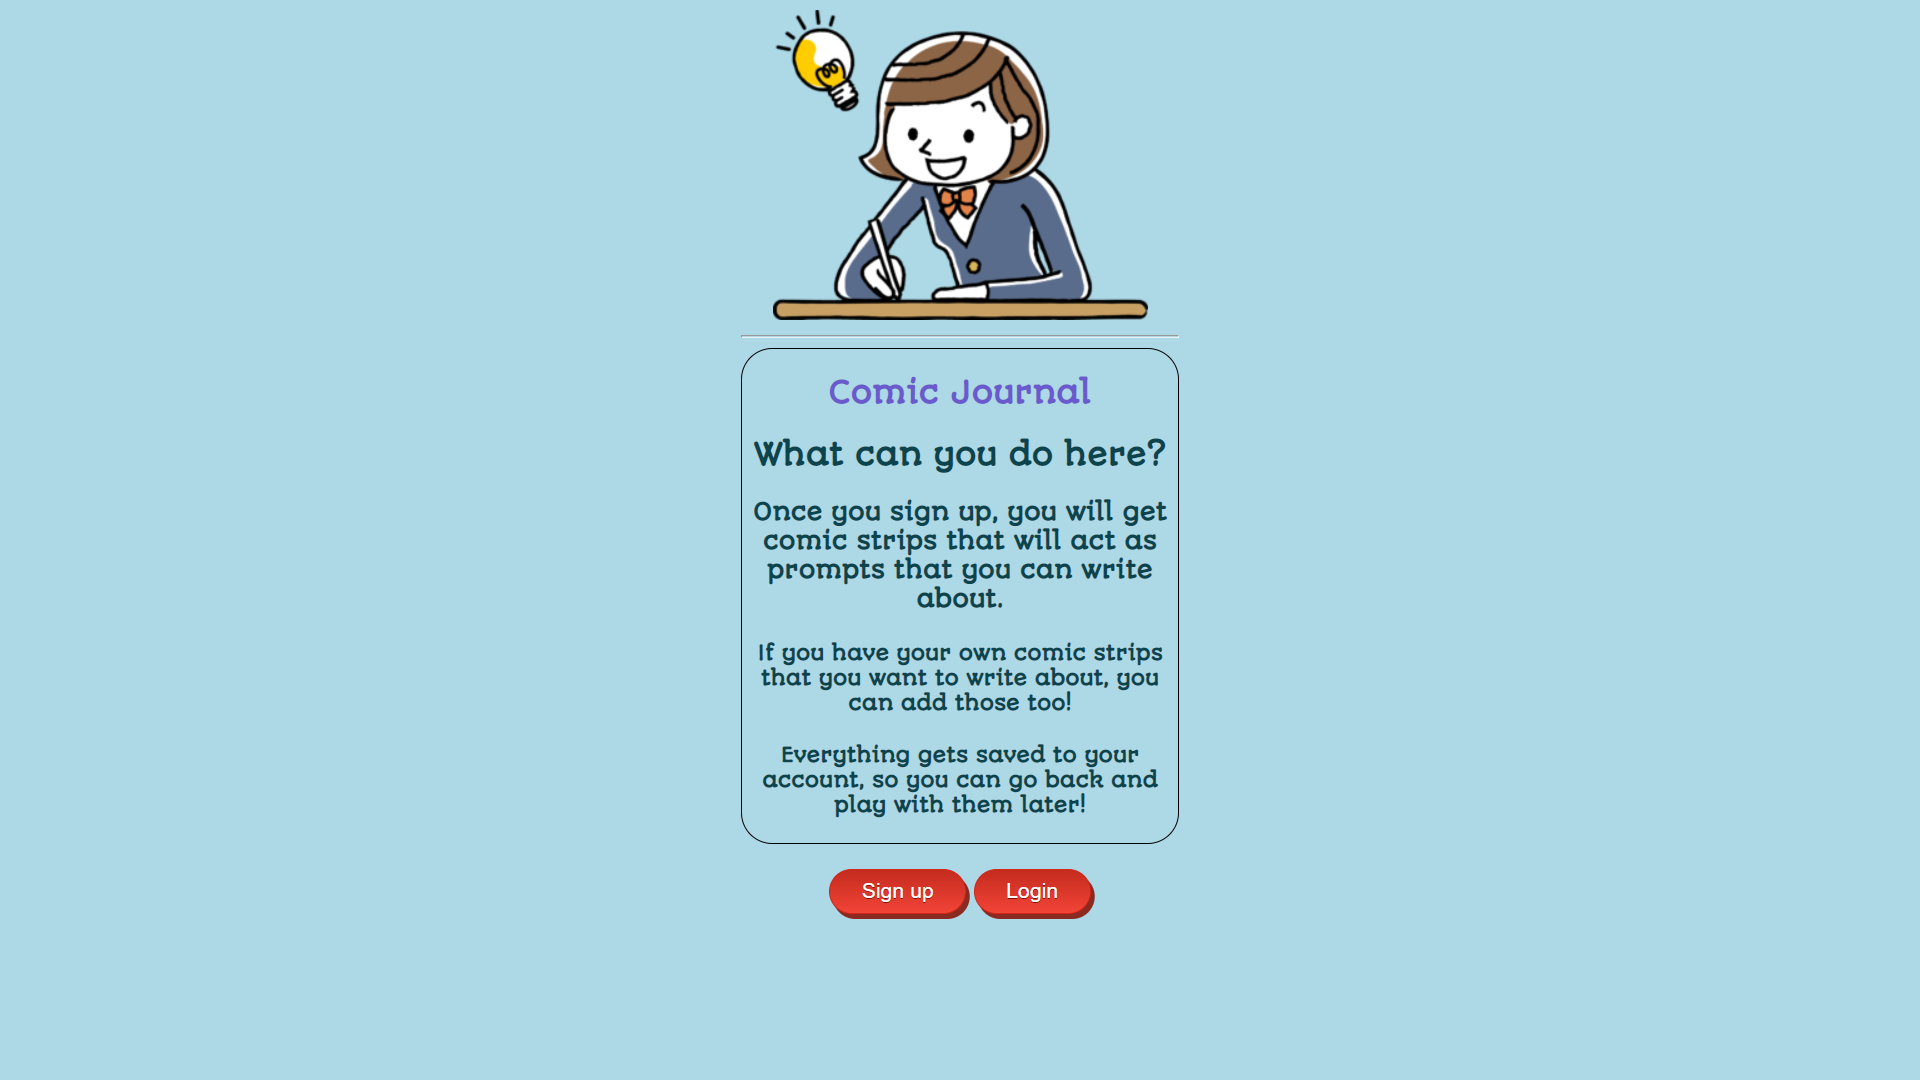 Comic Journal
What can you do here?
Once you sign up, you will get
comic strips that will act as
prompts that you can write
about.
If you have your own comic strips
that you want to write about, you
can add those too!
Everything gets saved to your
account, so you can go back and
play with them later!
Sign up
Login